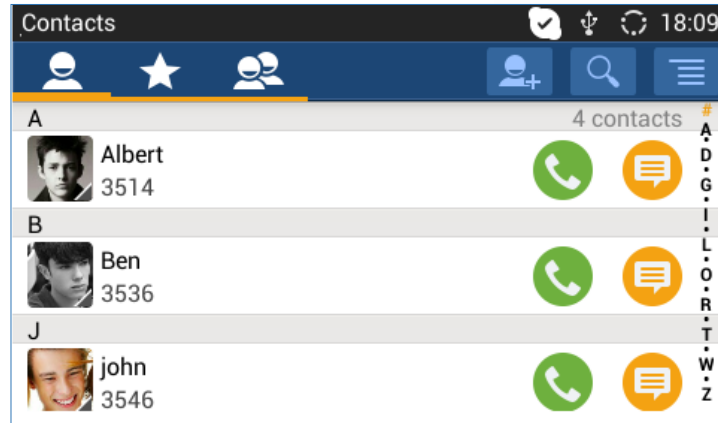 Contacts 18:09
A 4 contacts
Albert
3514
B
Ben
3536
J
john
3546
#
A
D
G
I
L
O
R
T
W
Z